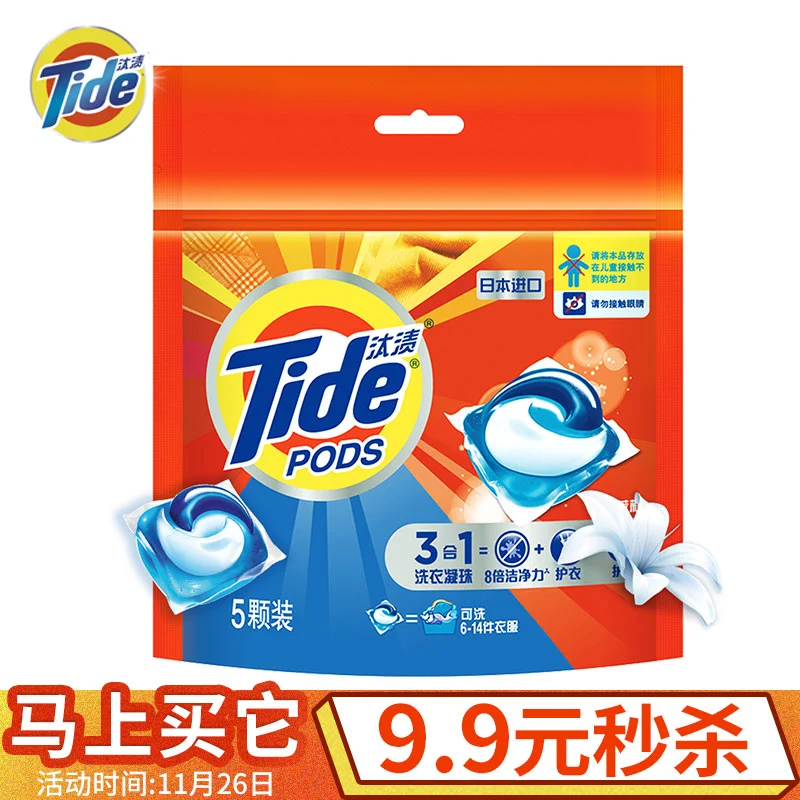 Tide 汰渍
日本进口
请将本品存放
在儿童接触不
到的地方
请勿接触眼睛
Tide 汰渍®
®
PODS
3合1 = +
洗衣凝珠 8倍洁净力^ 护衣
5颗装
= 可洗
6-14件衣服
马上买它
9.9元秒杀
活动时间:11月26日